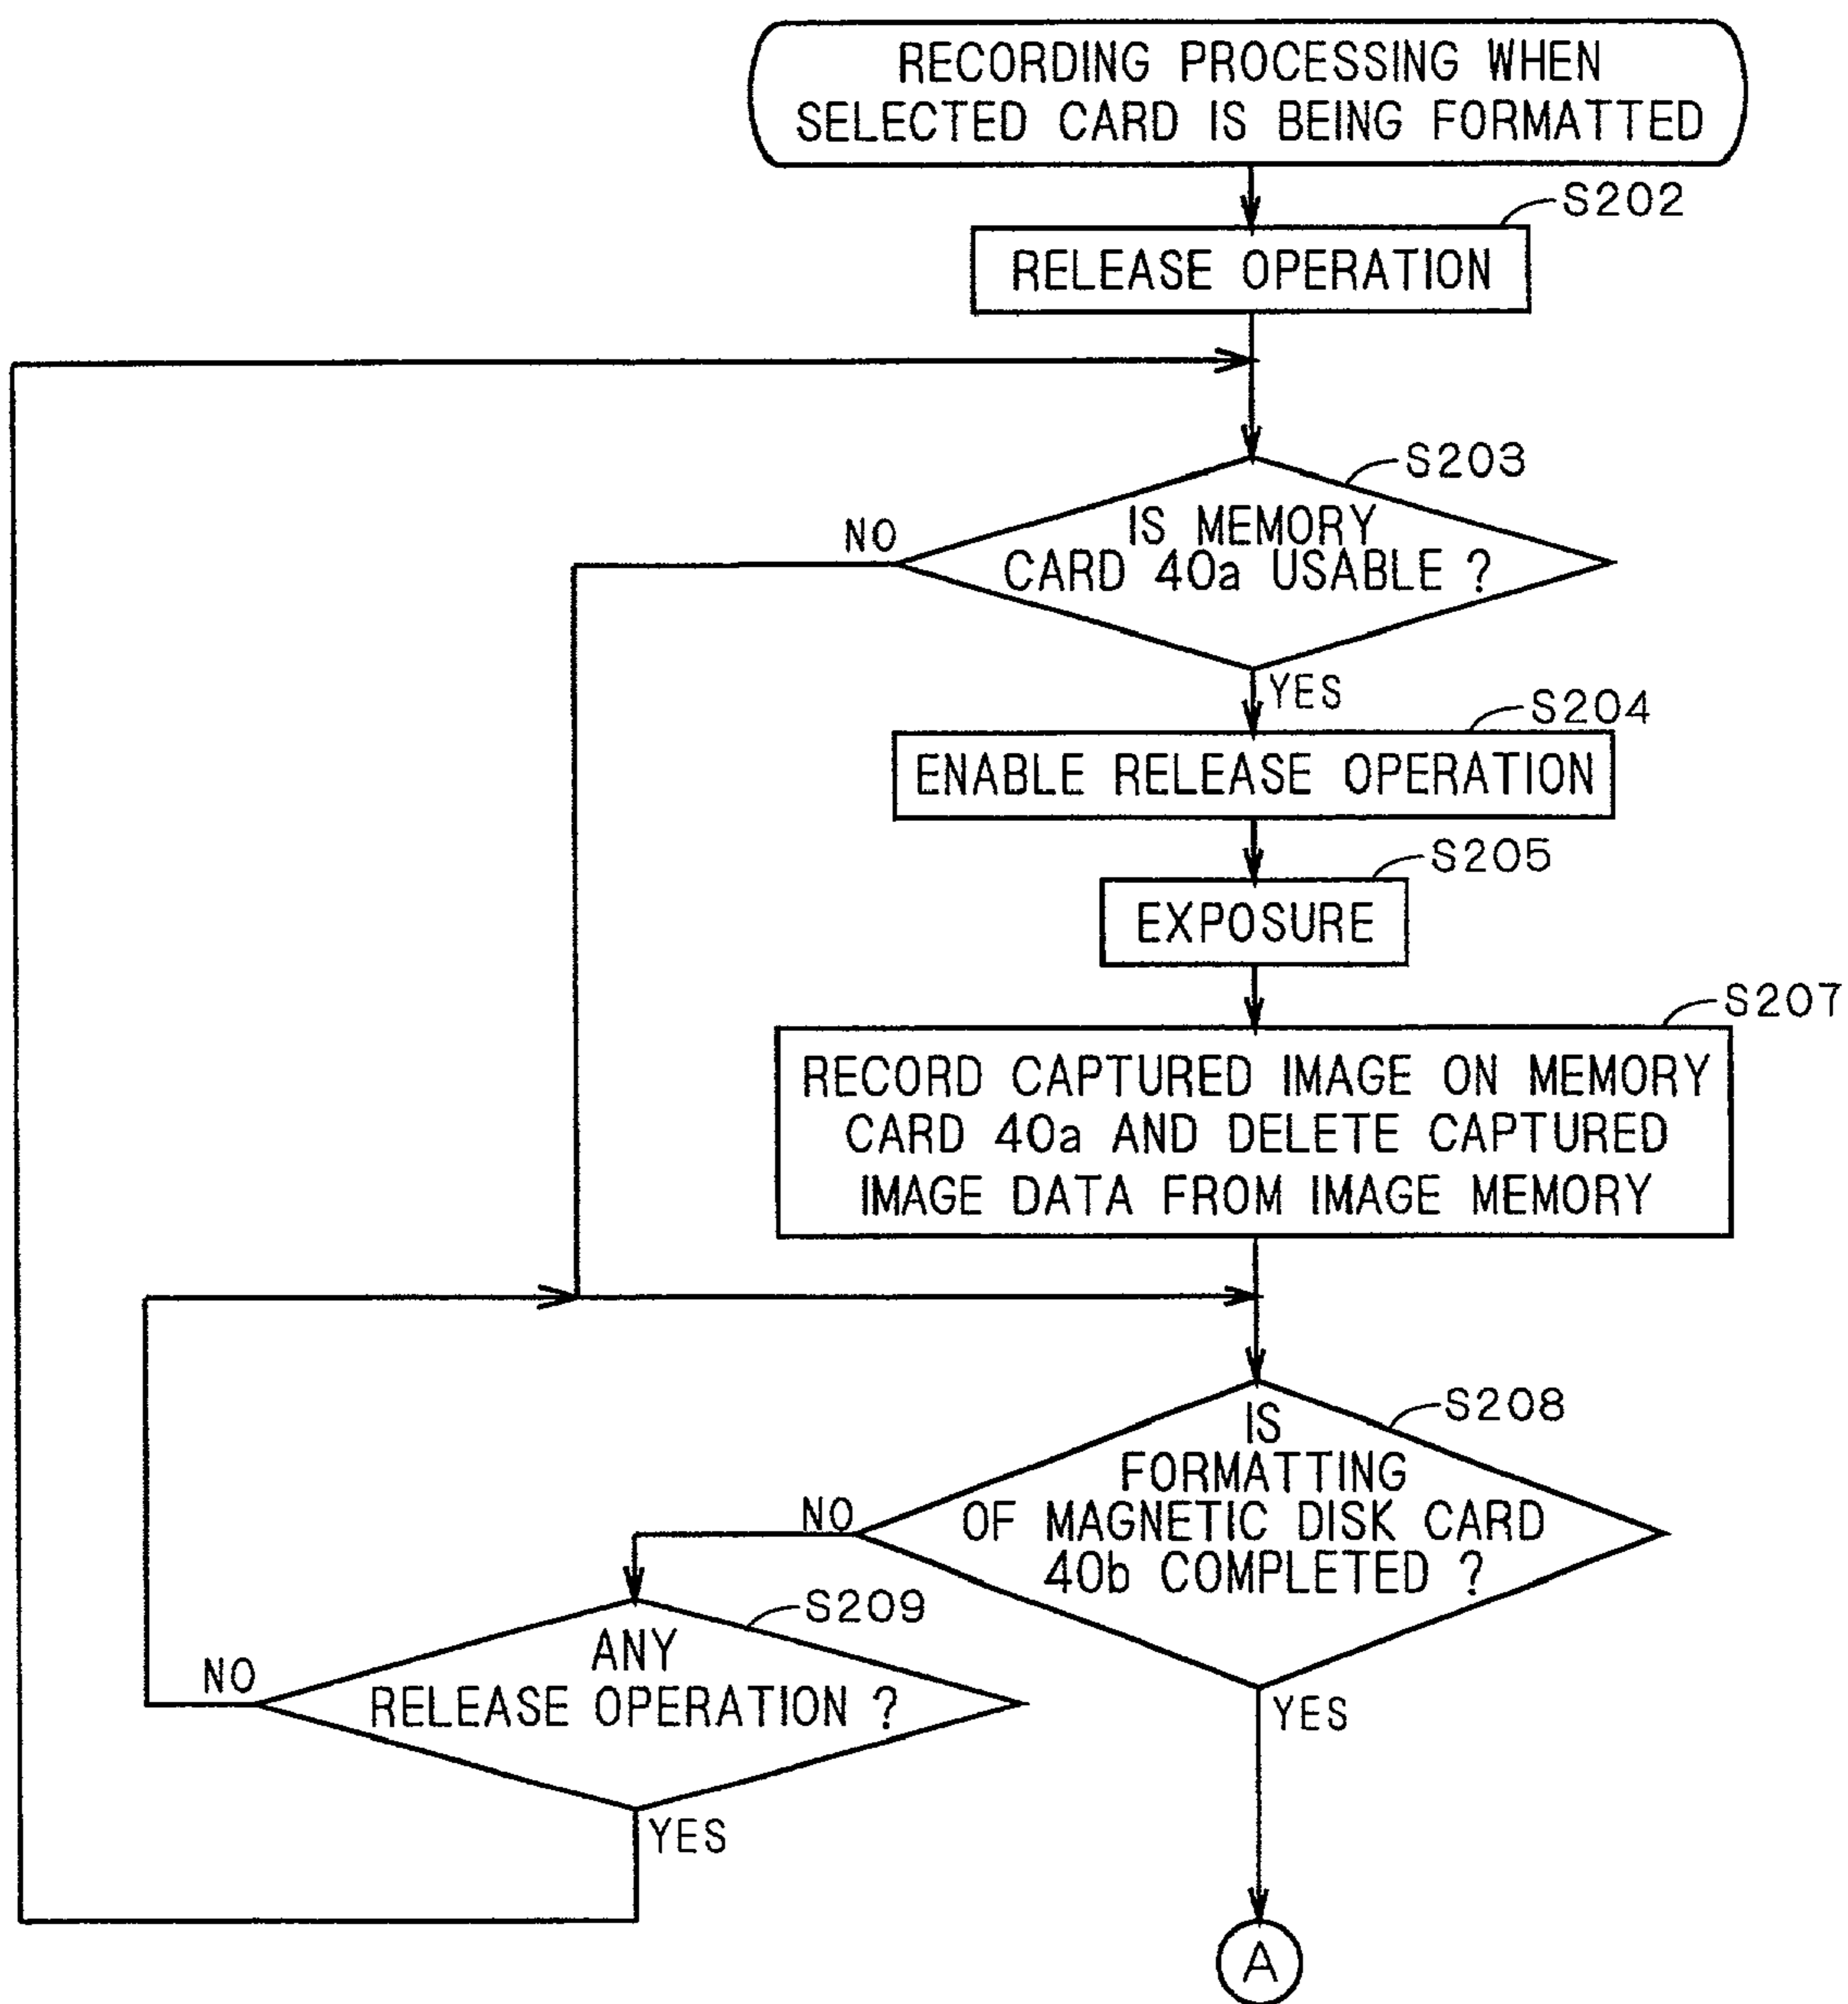 RECORDING PROCESSING WHEN
SELECTED CARD IS BEING FORMATTED
S202
RELEASE OPERATION
S203
IS MEMORY
CARD 40a USABLE ?
NO
YES
S204
ENABLE RELEASE OPERATION
S205
EXPOSURE
S207
RECORD CAPTURED IMAGE ON MEMORY
CARD 40a AND DELETE CAPTURED
IMAGE DATA FROM IMAGE MEMORY
S208
IS
FORMATTING
OF MAGNETIC DISK CARD
40b COMPLETED ?
NO
YES
S209
ANY
RELEASE OPERATION ?
NO
YES
A